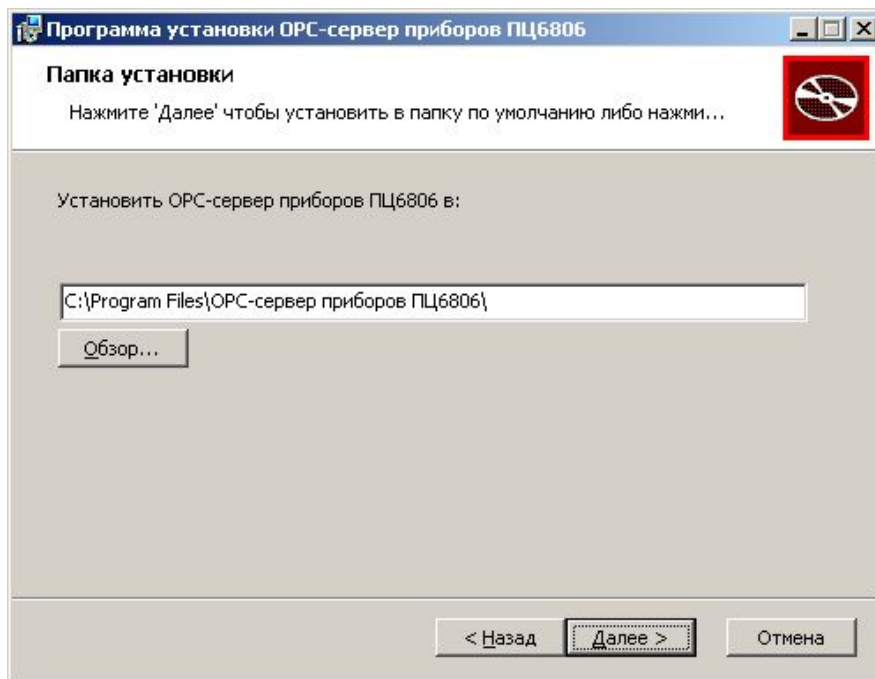 Программа установки OPC-сервер приборов ПЦ6806
Папка установки
Нажмите 'Далее' чтобы установить в папку по умолчанию либо нажми...
Установить OPC-сервер приборов ПЦ6806 в:
C:\Program Files\OPC-сервер приборов ПЦ6806\
Обзор...
< Назад Далее > Отмена